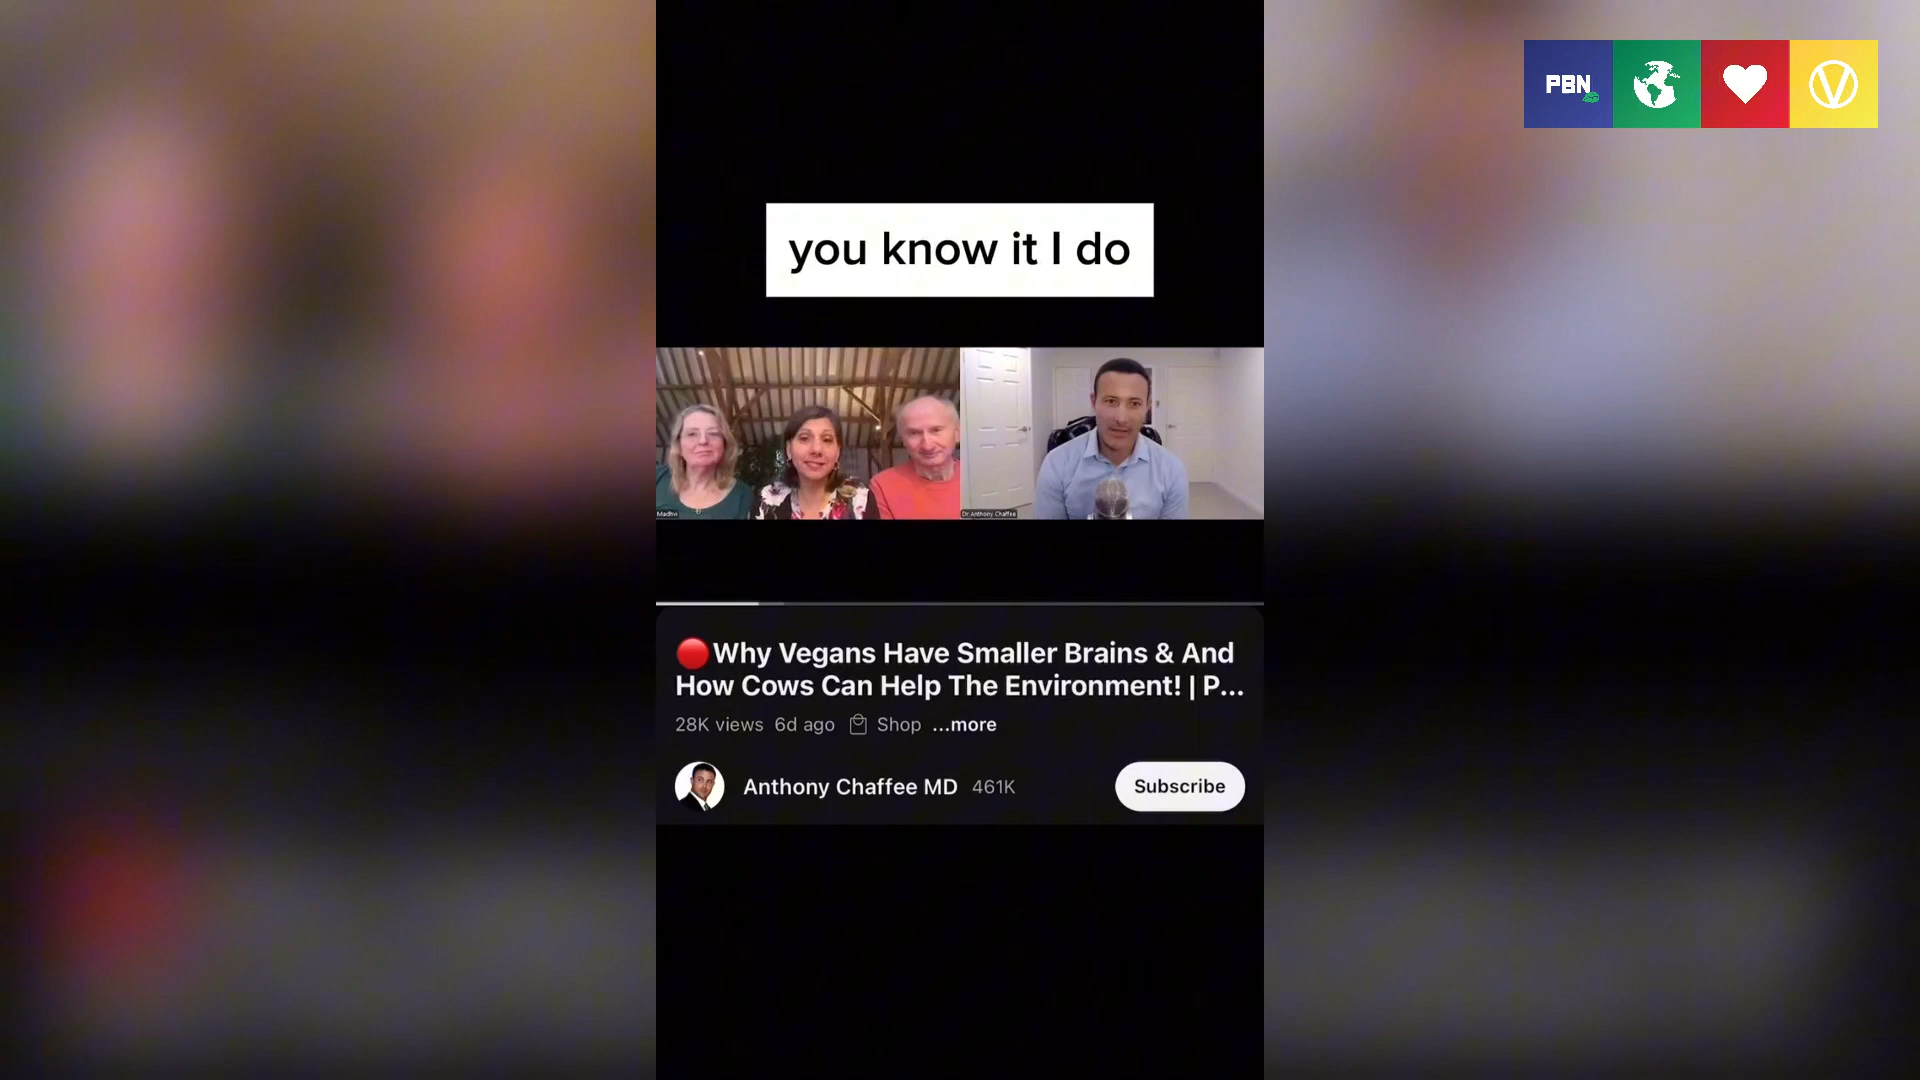 PBN
V
you know it I do
Madhvi
Dr Anthony Chaffee
🔴Why Vegans Have Smaller Brains & And
How Cows Can Help The Environment! | P...
28K views 6d ago Shop ...more
Anthony Chaffee MD 461K
Subscribe